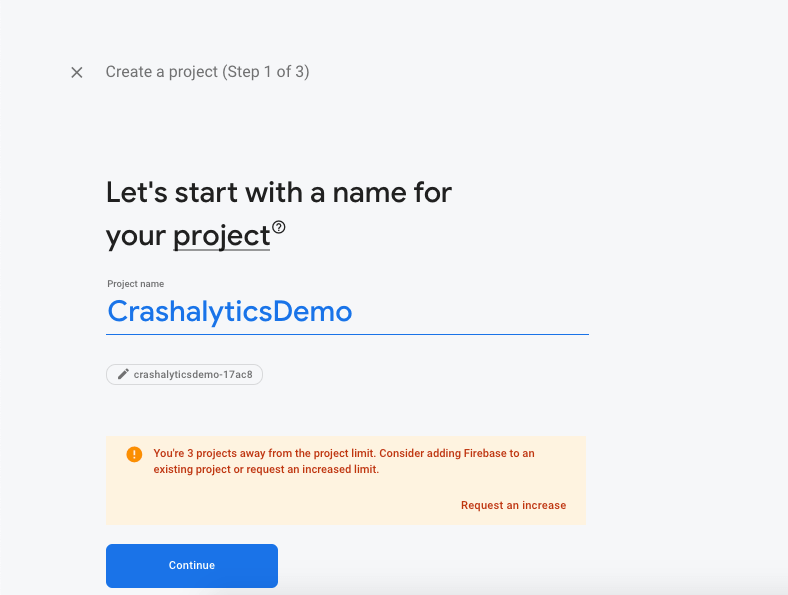 Create a project (Step 1 of 3)
Let's start with a name for
your project
Project name
CrashalyticsDemo
crashalyticsdemo-17ac8
You're 3 projects away from the project limit. Consider adding Firebase to an
existing project or request an increased limit.
Request an increase
Continue